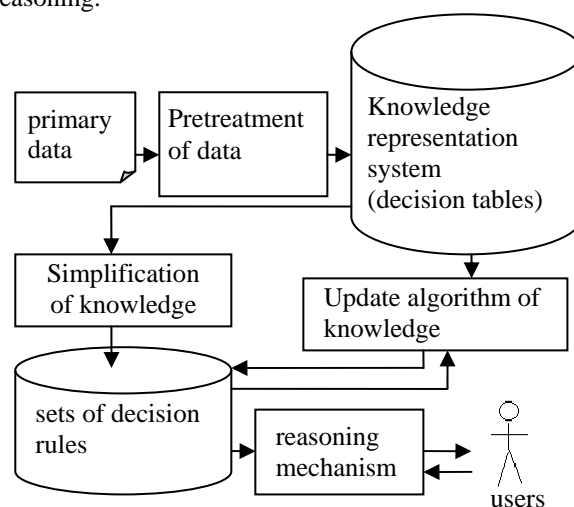 easoning.
primary
data
Pretreatment
of data
Knowledge
representation
system
(decision tables)
Simplification
of knowledge
Update algorithm of
knowledge
sets of decision
rules
reasoning
mechanism
users